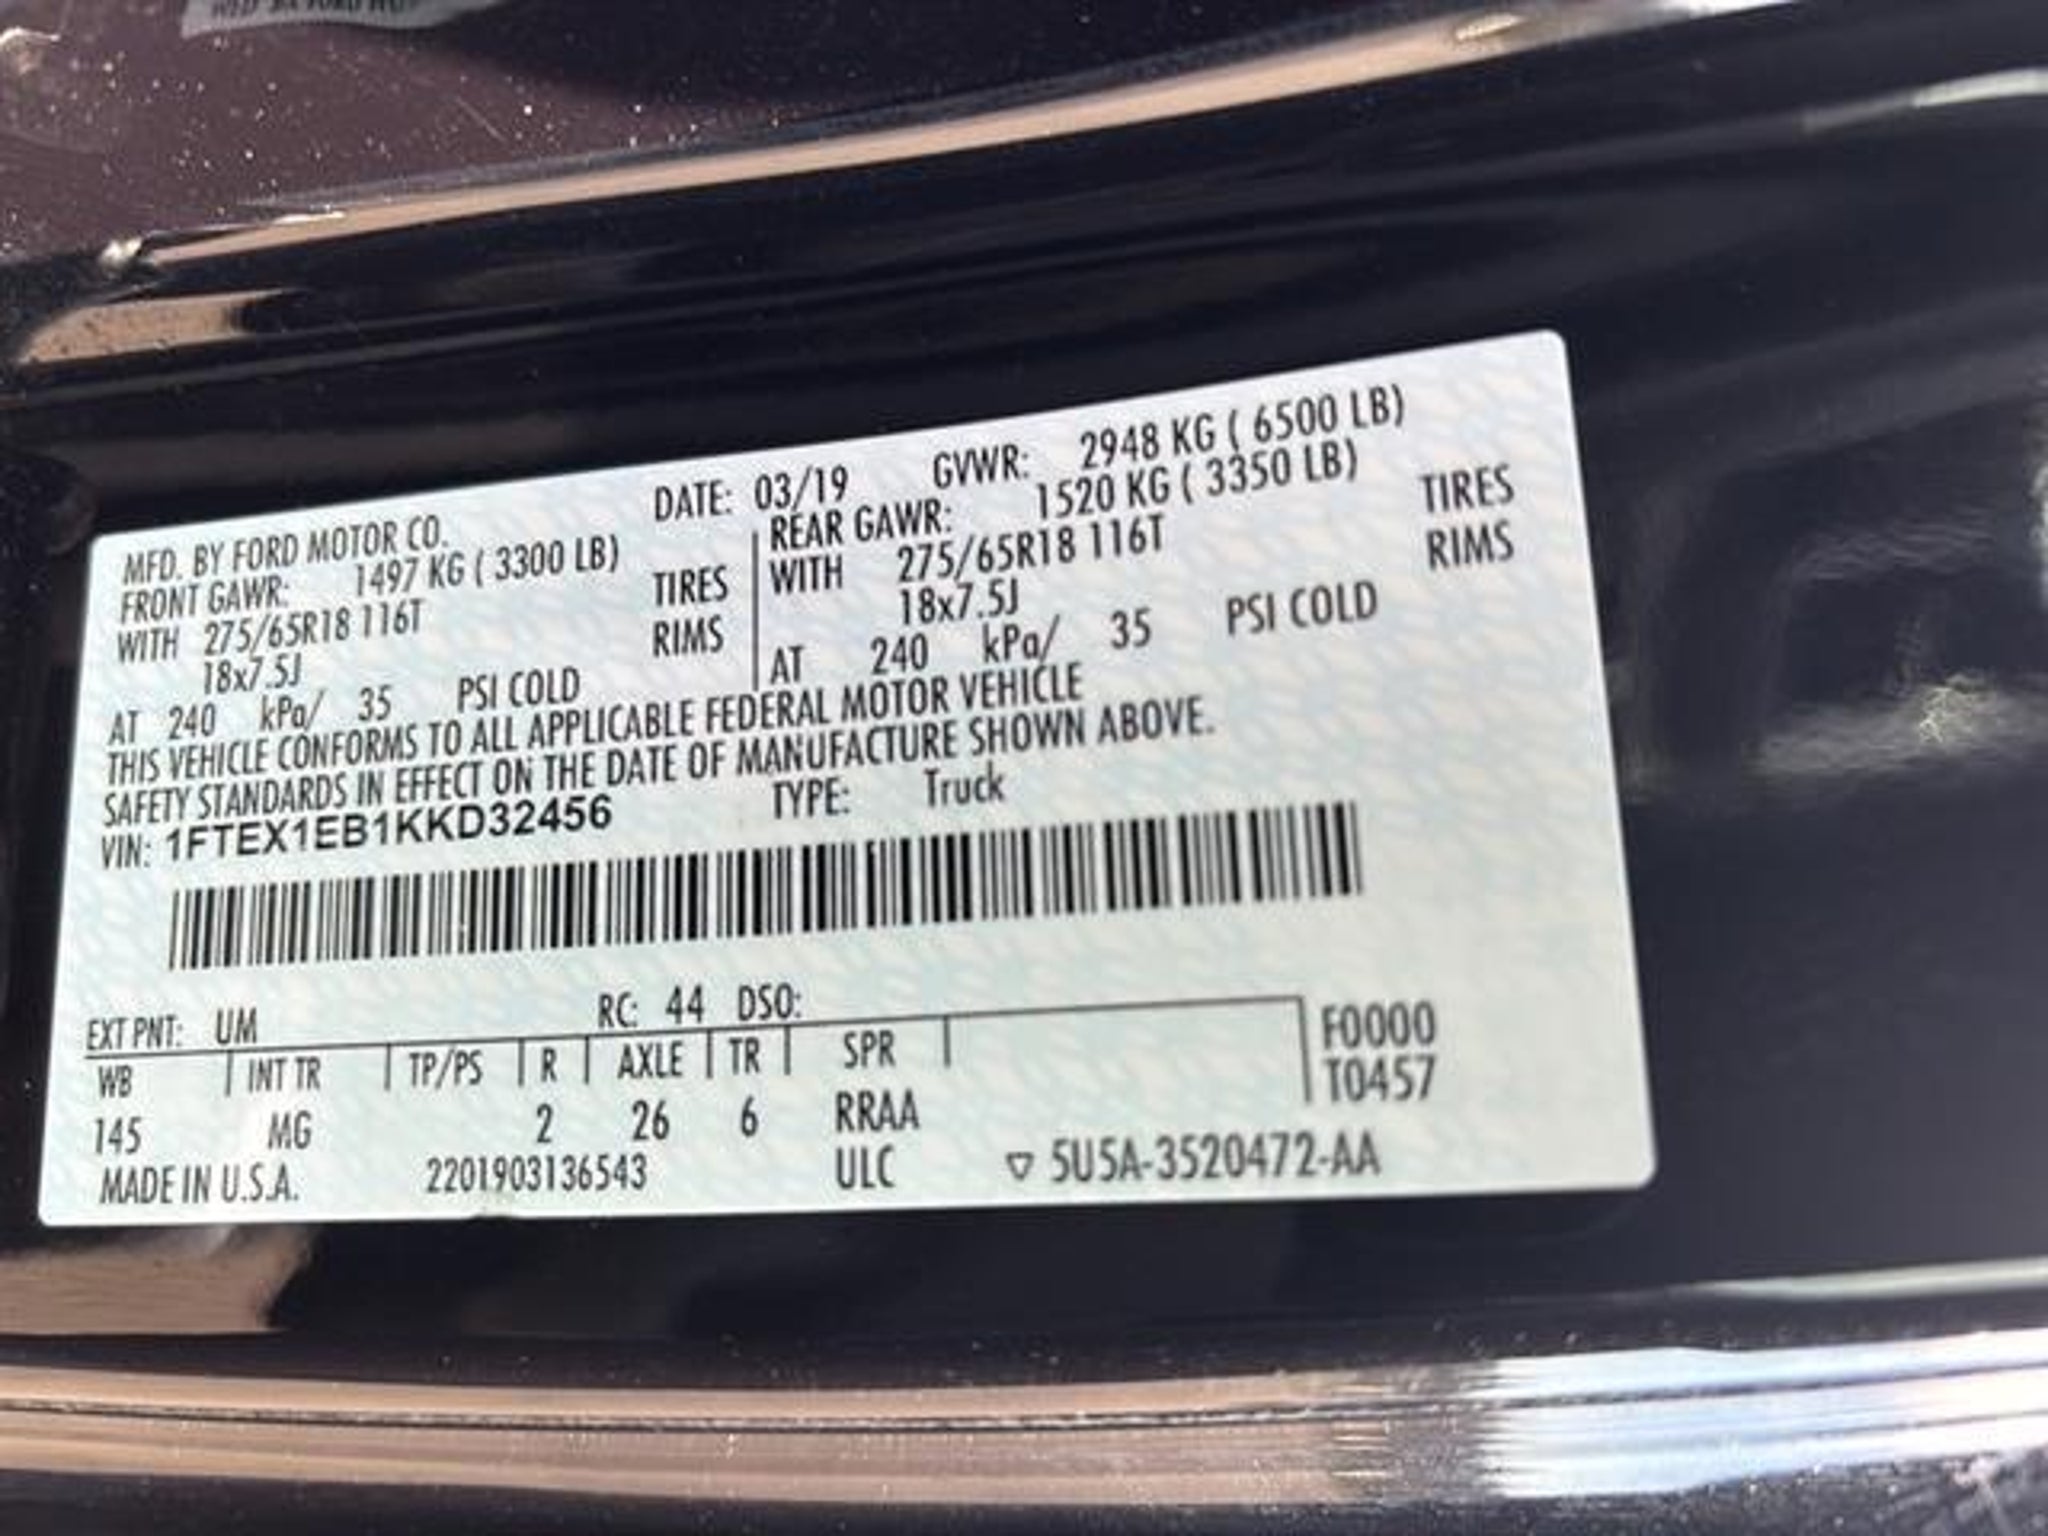 MFD. BY FORD MOTOR CO. DATE: 03/19 GVWR: 2948 KG ( 6500 LB)
FRONT GAWR: 1497 KG ( 3300 LB)
WITH 275/65R18 116T TIRES
18x7.5J RIMS
AT 240 kPa/ 35 PSI COLD
REAR GAWR: 1520 KG ( 3350 LB)
WITH 275/65R18 116T TIRES
18x7.5J RIMS
AT 240 kPa/ 35 PSI COLD
THIS VEHICLE CONFORMS TO ALL APPLICABLE FEDERAL MOTOR VEHICLE
SAFETY STANDARDS IN EFFECT ON THE DATE OF MANUFACTURE SHOWN ABOVE.
VIN: 1FTEX1EB1KKD32456 TYPE: Truck
EXT PNT: UM RC: 44 DSO:
WB INT TR TP/PS R AXLE TR SPR F0000
T0457
145 MG 2 26 6 RRAA
MADE IN U.S.A. 2201903136543 ULC ▽ 5U5A-3520472-AA